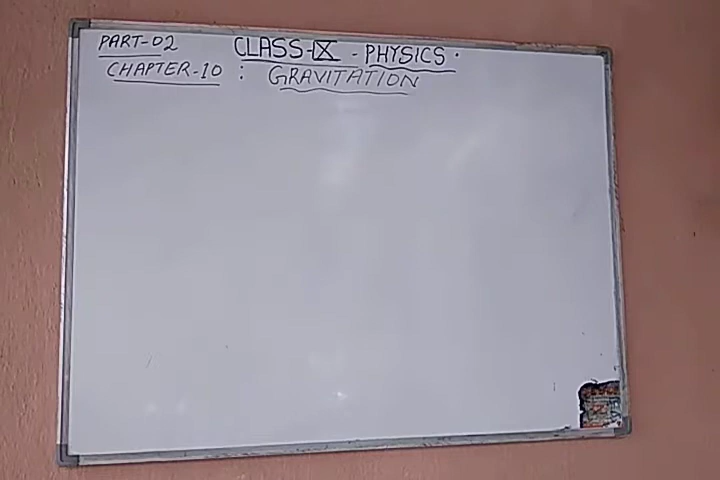 PART-02 CLASS-IX - PHYSICS.
CHAPTER-10 : GRAVITATION